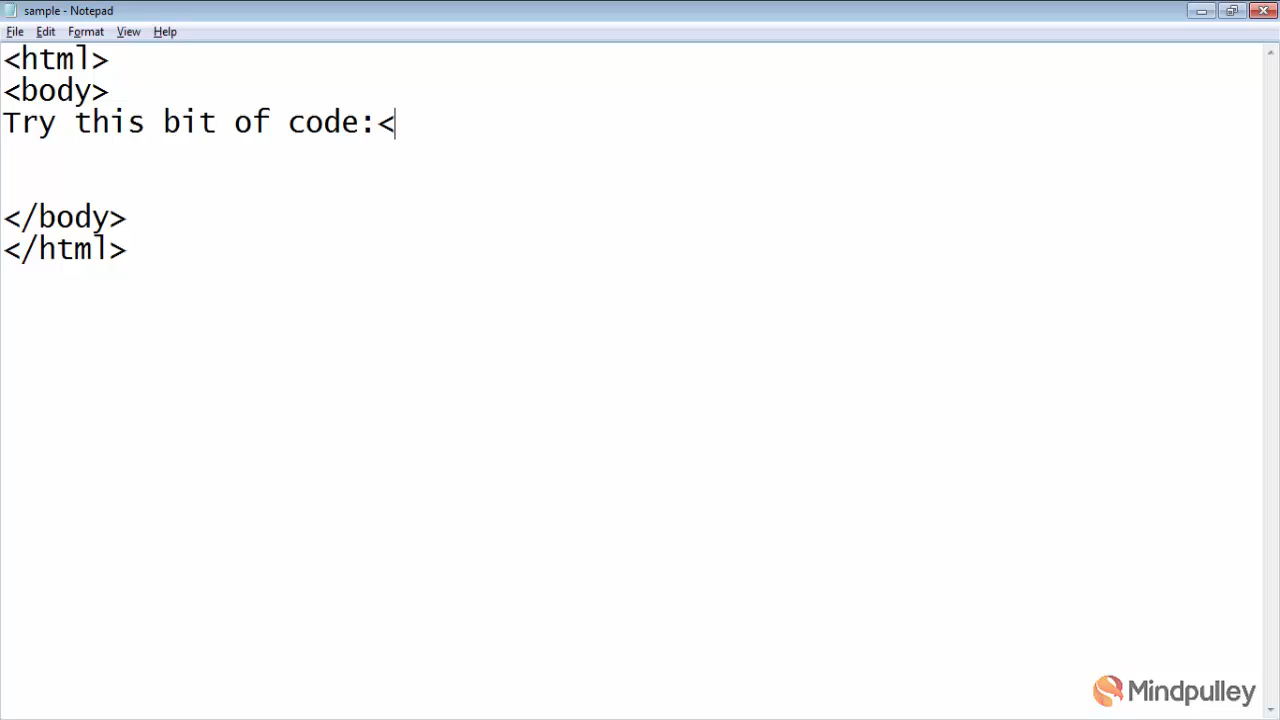 sample - Notepad
File Edit Format View Help
<html>
<body>
Try this bit of code:<
</body>
</html>
Mindpulley